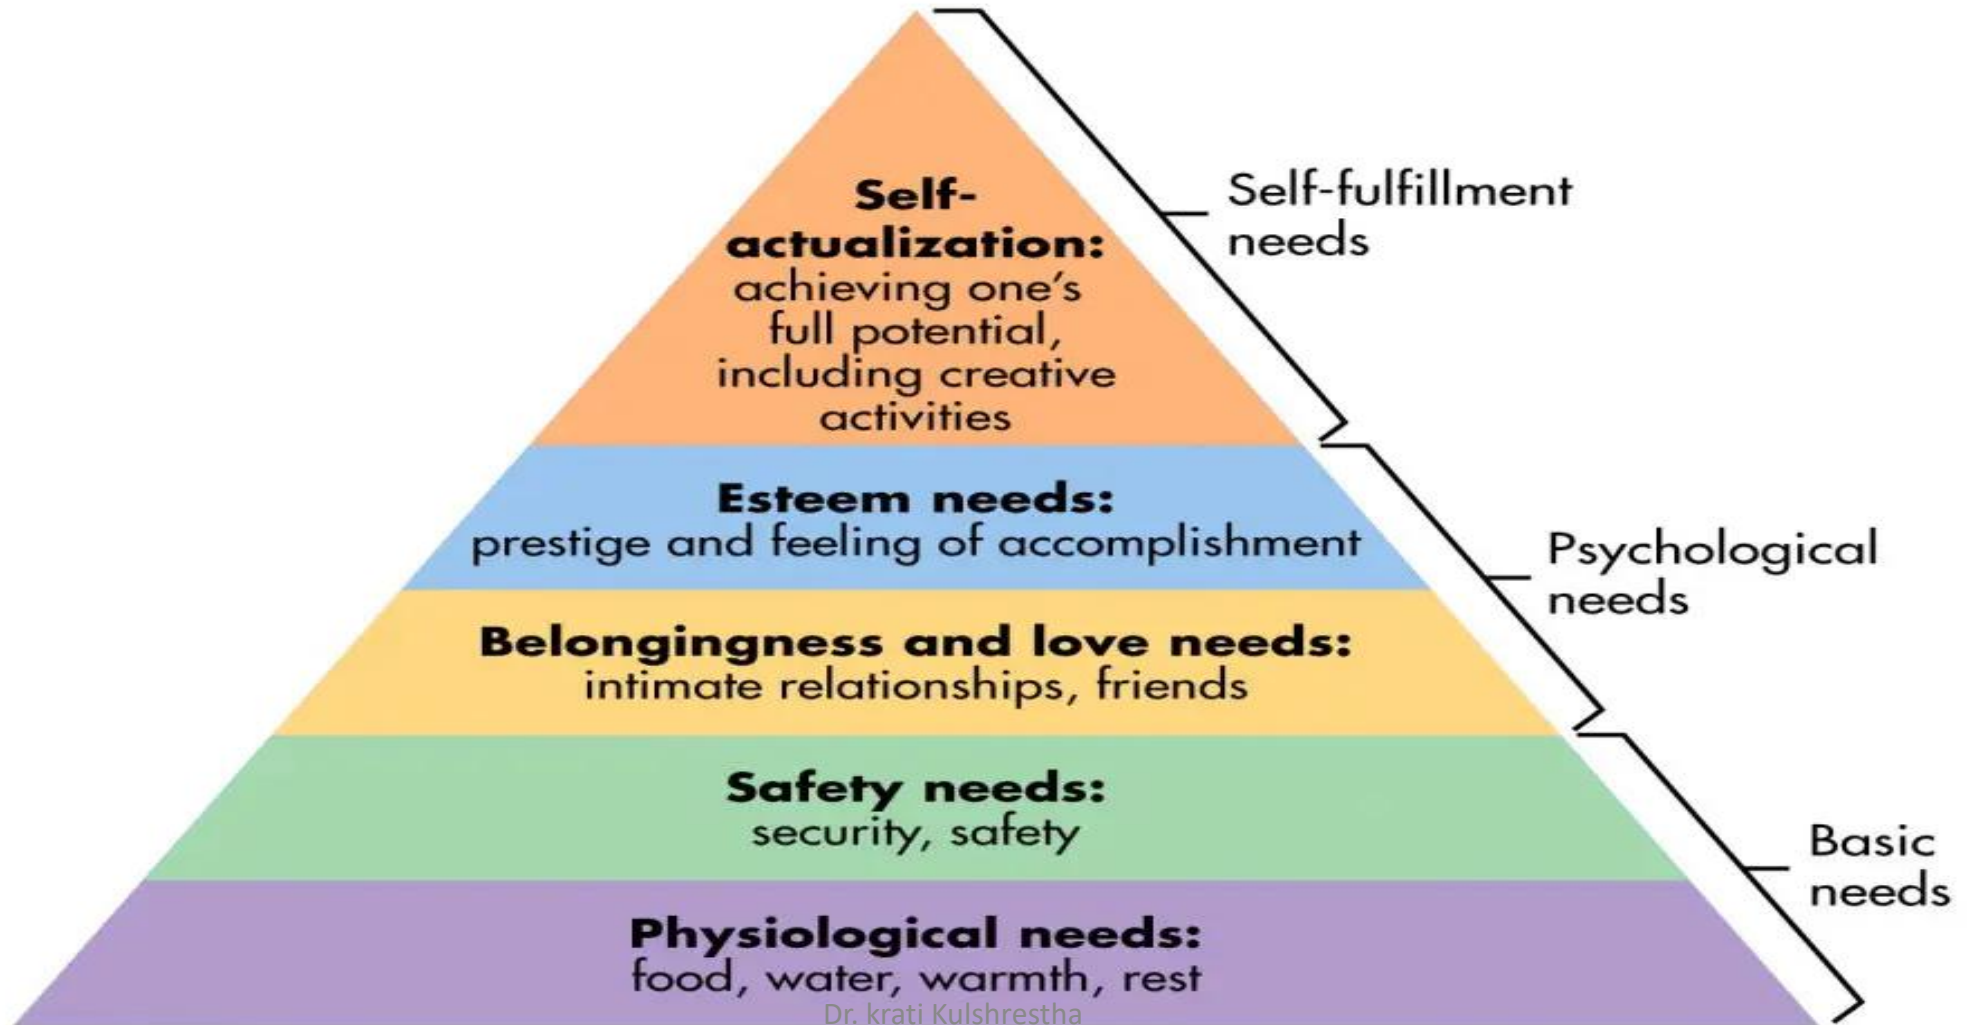 Self-
actualization:
achieving one's
full potential,
including creative
activities
Self-fulfillment
needs
Esteem needs:
prestige and feeling of accomplishment
Psychological
needs
Belongingness and love needs:
intimate relationships, friends
Safety needs:
security, safety
Basic
needs
Physiological needs:
food, water, warmth, rest
Dr. krati Kulshrestha